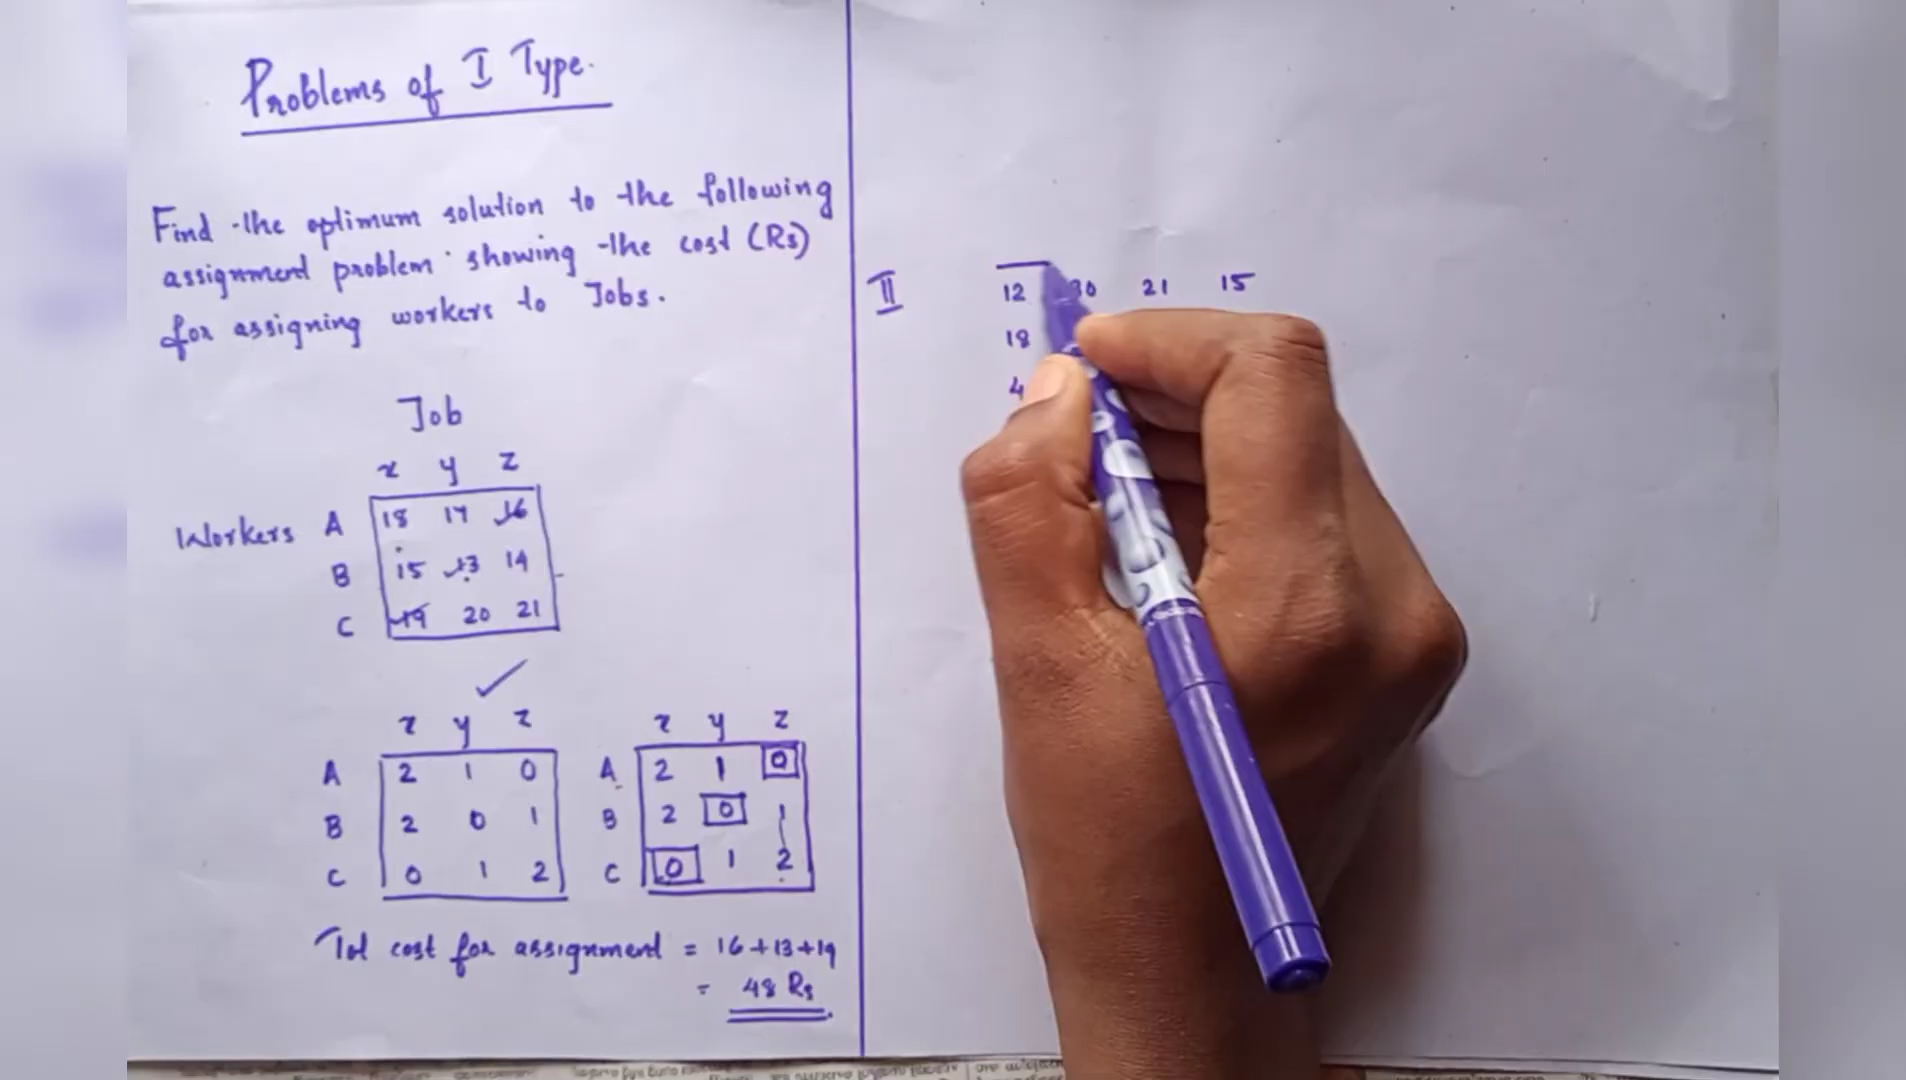 Problems of I Type.
Find the optimum solution to the following
assignment problem showing the cost (Rs)
for assigning workers to Jobs.
Job
x y z
Workers A 18 17 16
B 15 13 14
C 19 20 21
x y z
A 2 1 0
B 2 0 1
C 0 1 2
x y z
A 2 1 0
B 2 0 1
C 0 1 2
Tot cost for assignment = 16+13+19
= 48 Rs
II
12 30 21 15
18
4